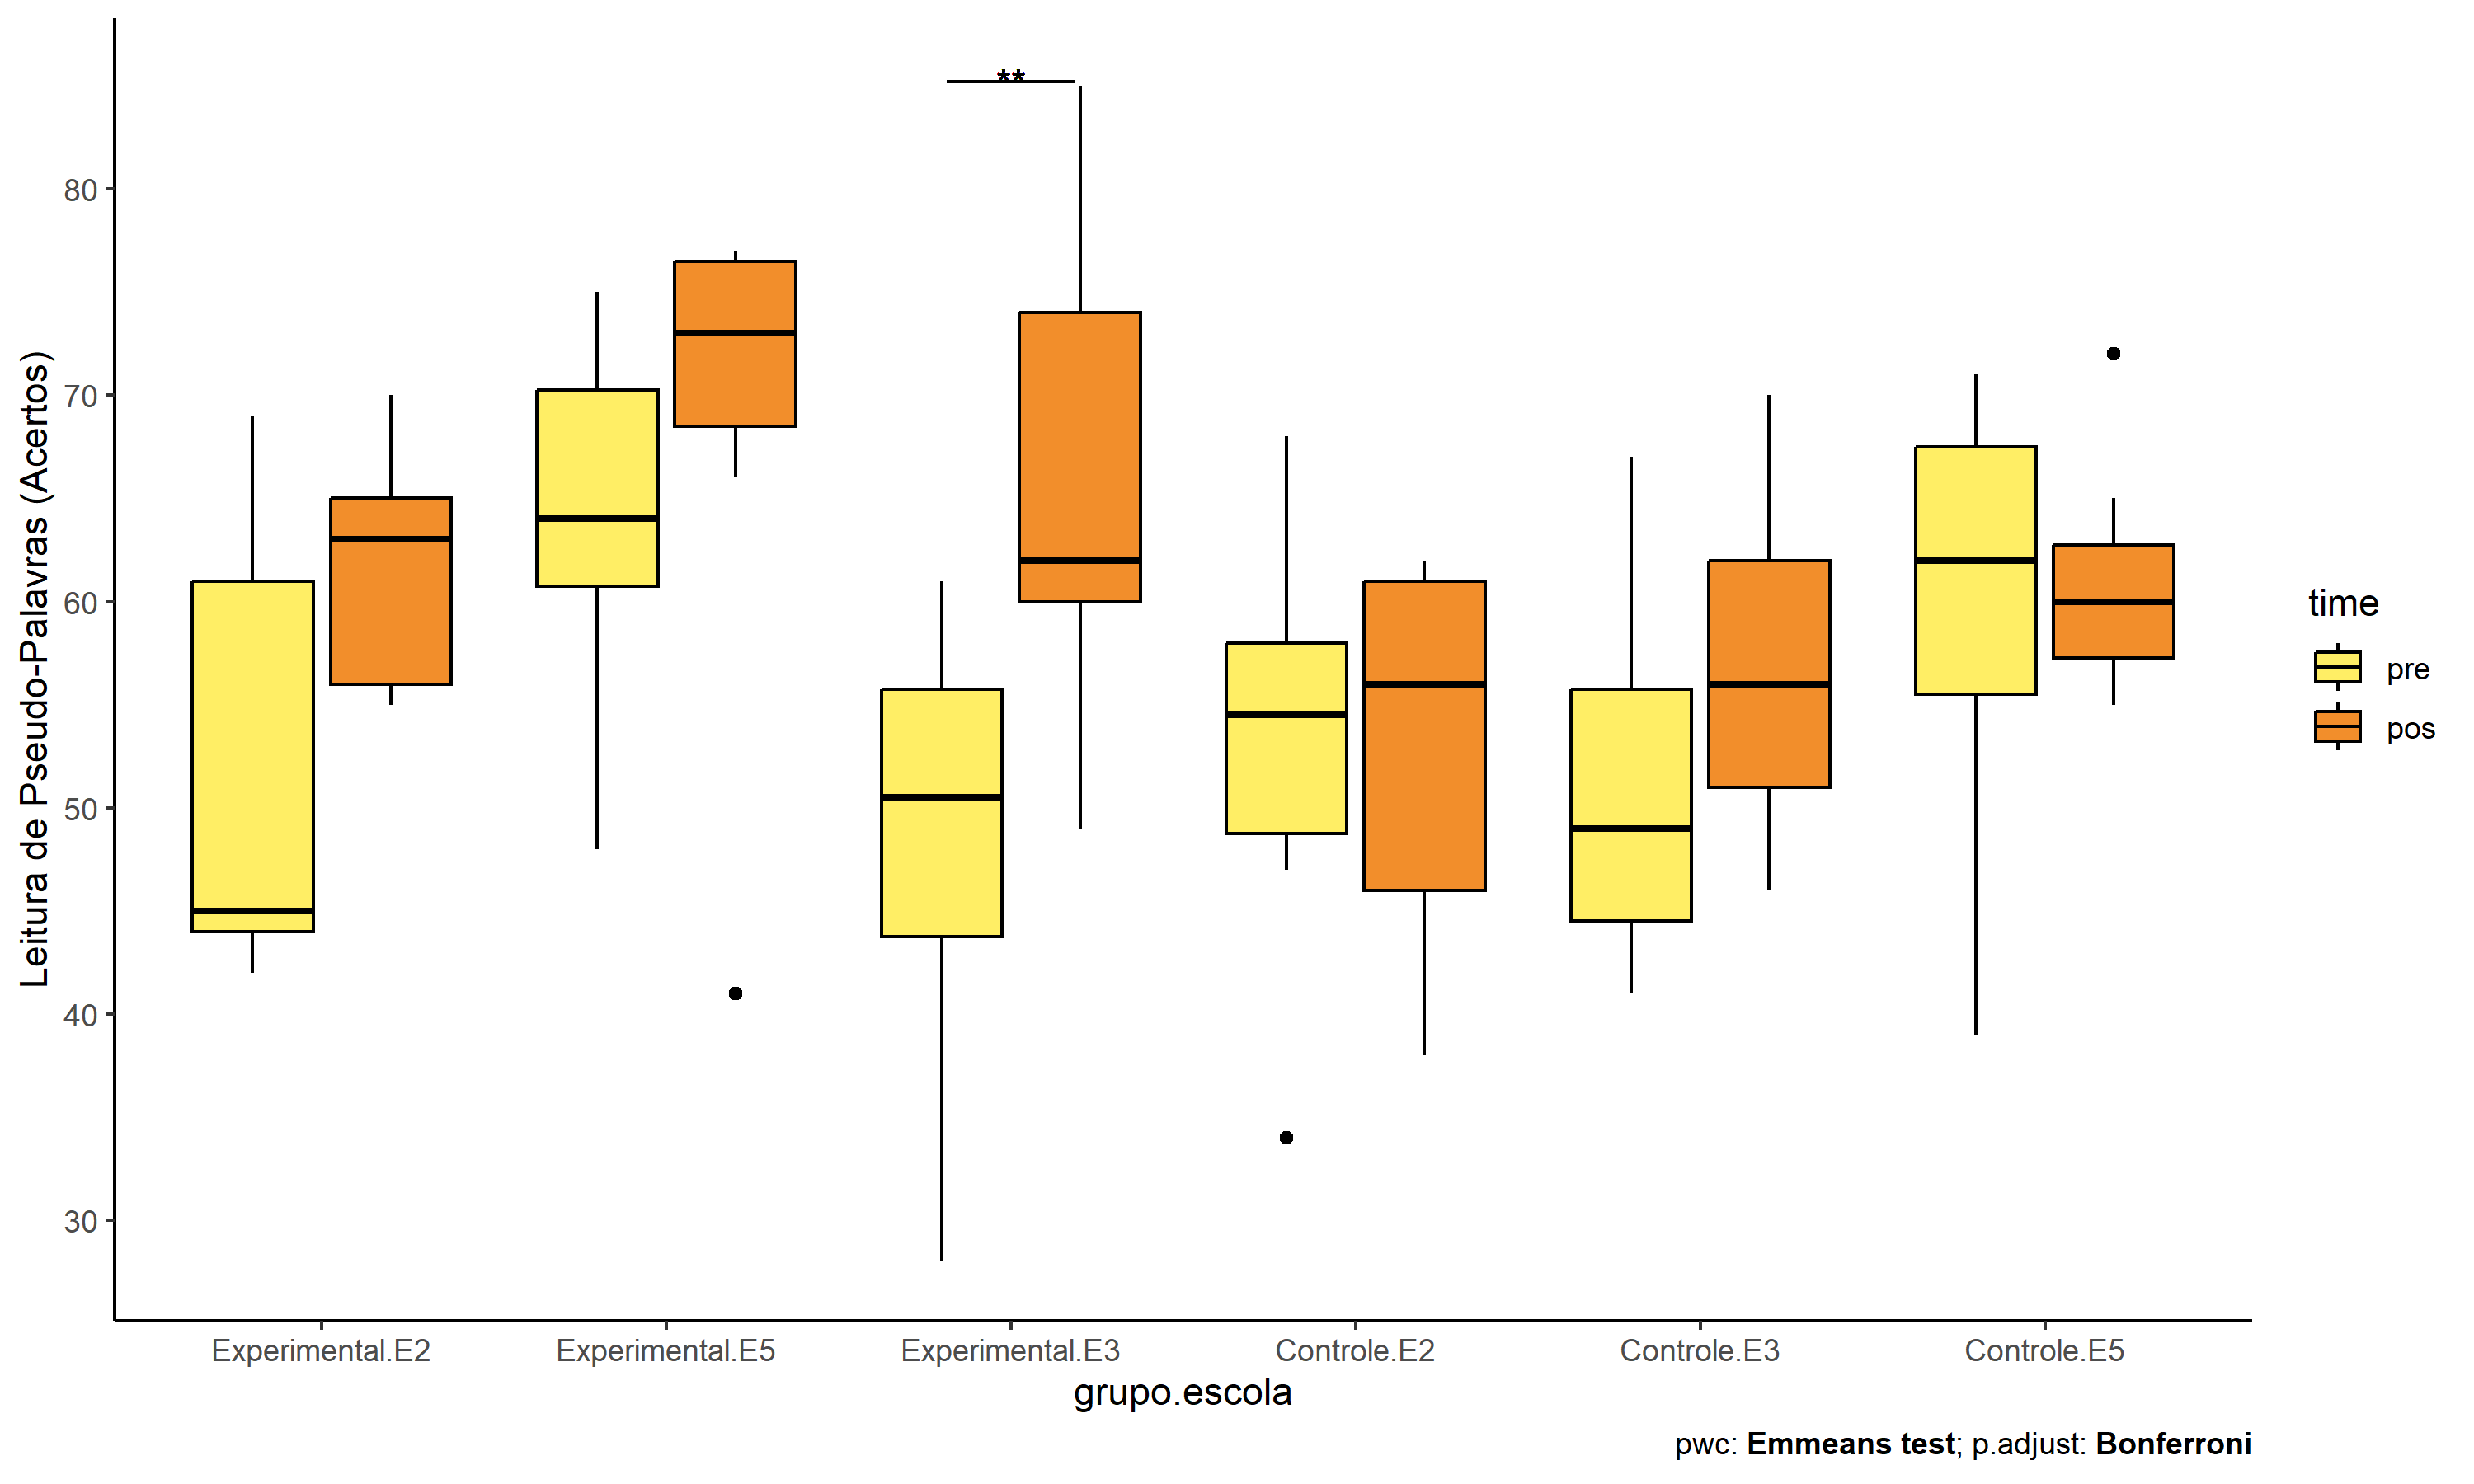 **
Leitura de Pseudo-Palavras (Acertos)
80
70
60
50
40
30
Experimental.E2 Experimental.E5 Experimental.E3 Controle.E2 Controle.E3 Controle.E5
grupo.escola
time
pre
pos
pwc: Emmeans test; p.adjust: Bonferroni